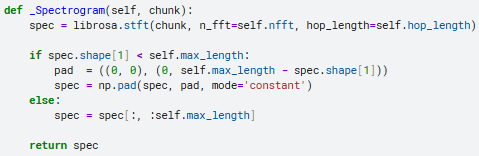 def _Spectrogram(self, chunk):
    spec = librosa.stft(chunk, n_fft=self.nfft, hop_length=self.hop_length)

    if spec.shape[1] < self.max_length:
        pad  = ((0, 0), (0, self.max_length - spec.shape[1]))
        spec = np.pad(spec, pad, mode='constant')
    else:
        spec = spec[:, :self.max_length]

    return spec